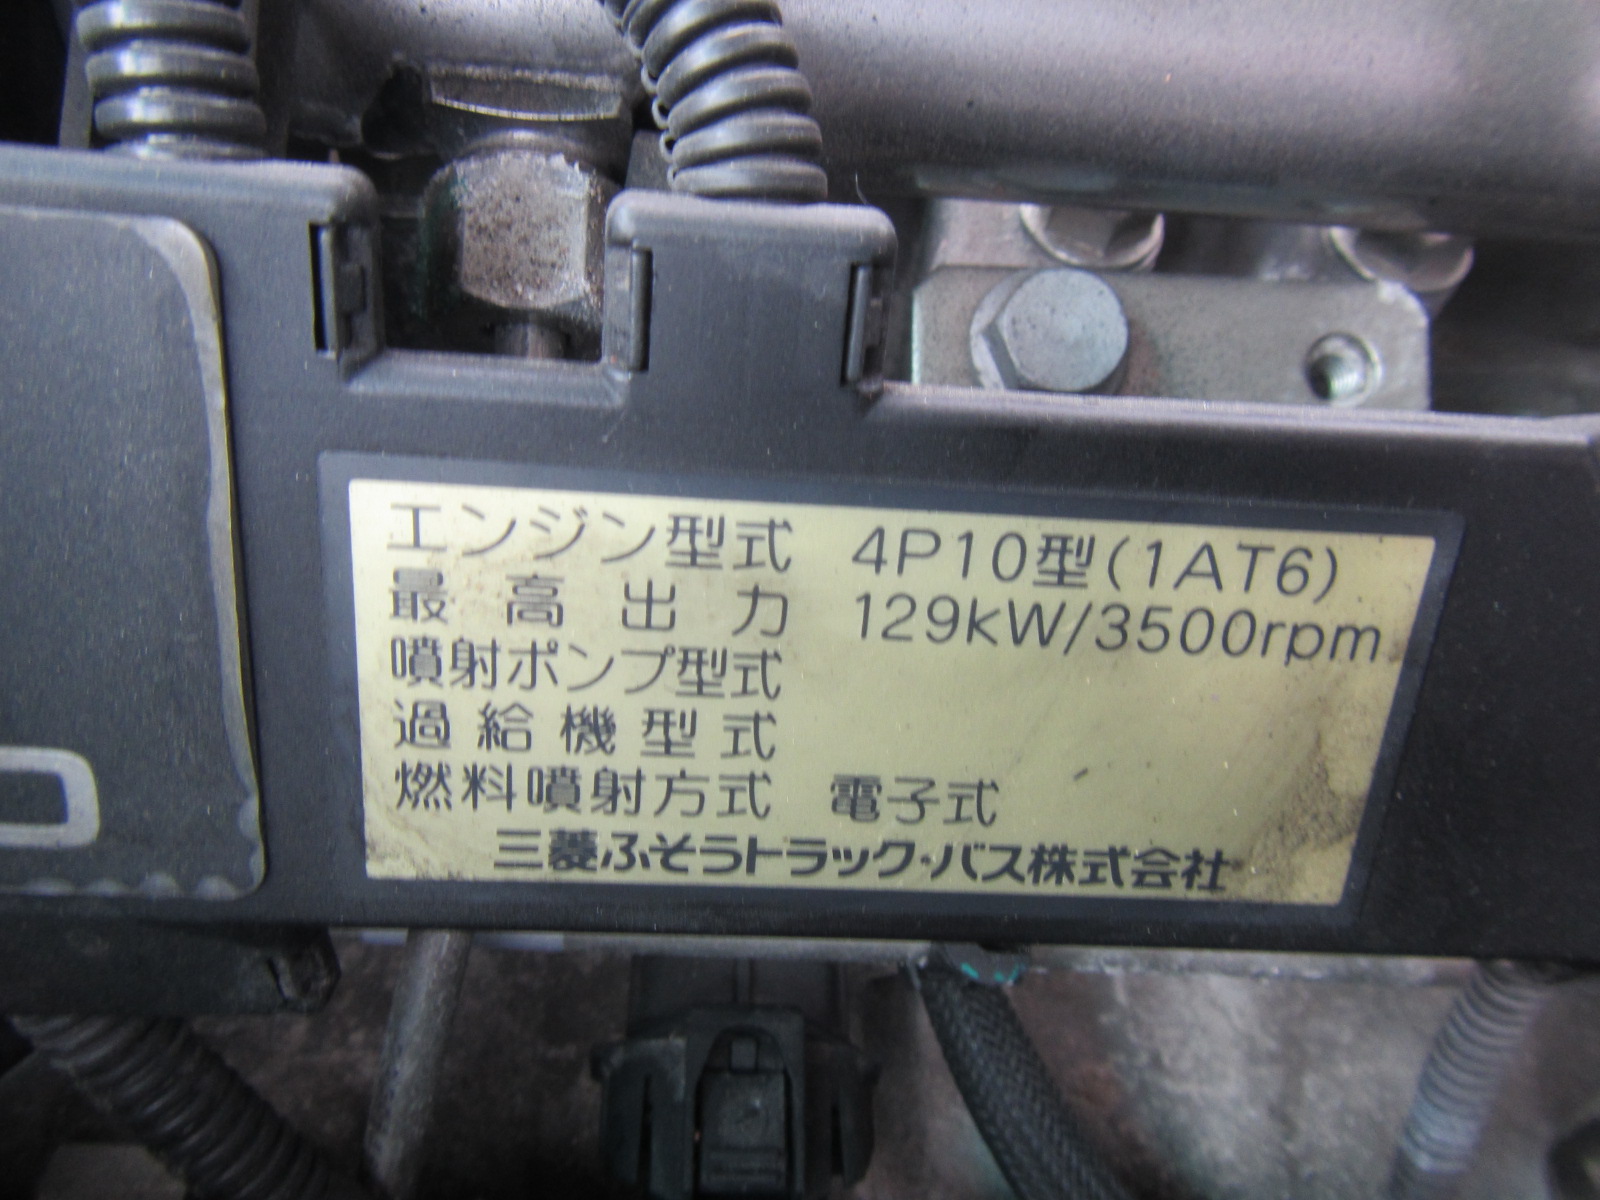 エンジン型式 4P10型(1AT6)
最高出力 129kW/3500rpm
噴射ポンプ型式
過給機型式
燃料噴射方式 電子式
三菱ふそうトラック・バス株式会社